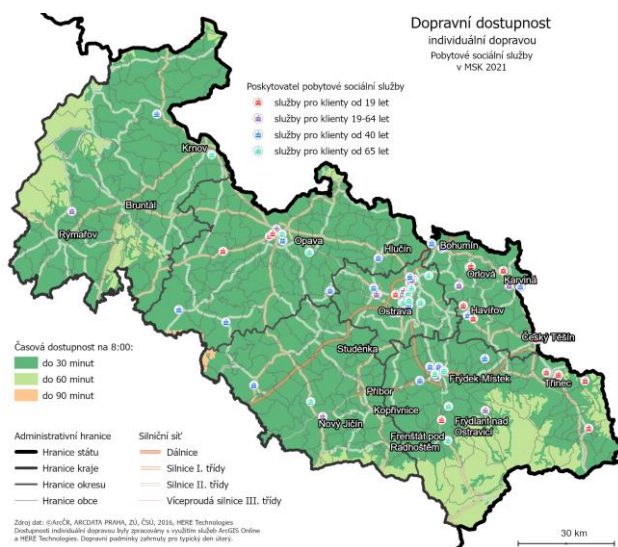 Dopravní dostupnost
individuální dopravou
Pobytové sociální služby
v MSK 2021
Poskytovatel pobytové sociální služby
služby pro klienty od 19 let
služby pro klienty 19-64 let
služby pro klienty od 40 let
služby pro klienty od 65 let
Krnov
Bruntál
Rýmařov
Opava
Hlučín
Bohumín
Orlová
Karviná
Ostrava
Havířov
Český Těšín
Studénka
Příbor
Frýdek-Místek
Třinec
Kopřivnice
Nový Jičín
Frýdlant nad
Ostravicí
Frenštát pod
Radhoštěm
Časová dostupnost na 8:00:
do 30 minut
do 60 minut
do 90 minut
Administrativní hranice
Hranice státu
Hranice kraje
Hranice okresu
Hranice obce
Silniční síť
Dálnice
Silnice I. třídy
Silnice II. třídy
Víceproudá silnice III. třídy
Zdroj dat: ©ArcČR, ARCDATA PRAHA, ZÚ, ČSÚ, 2016, HERE Technologies
Dostupnosti individuální dopravou byly zpracovány s využitím služeb ArcGIS Online
a HERE Technologies. Dopravní podmínky zahrnuty pro typický den úterý.
30 km